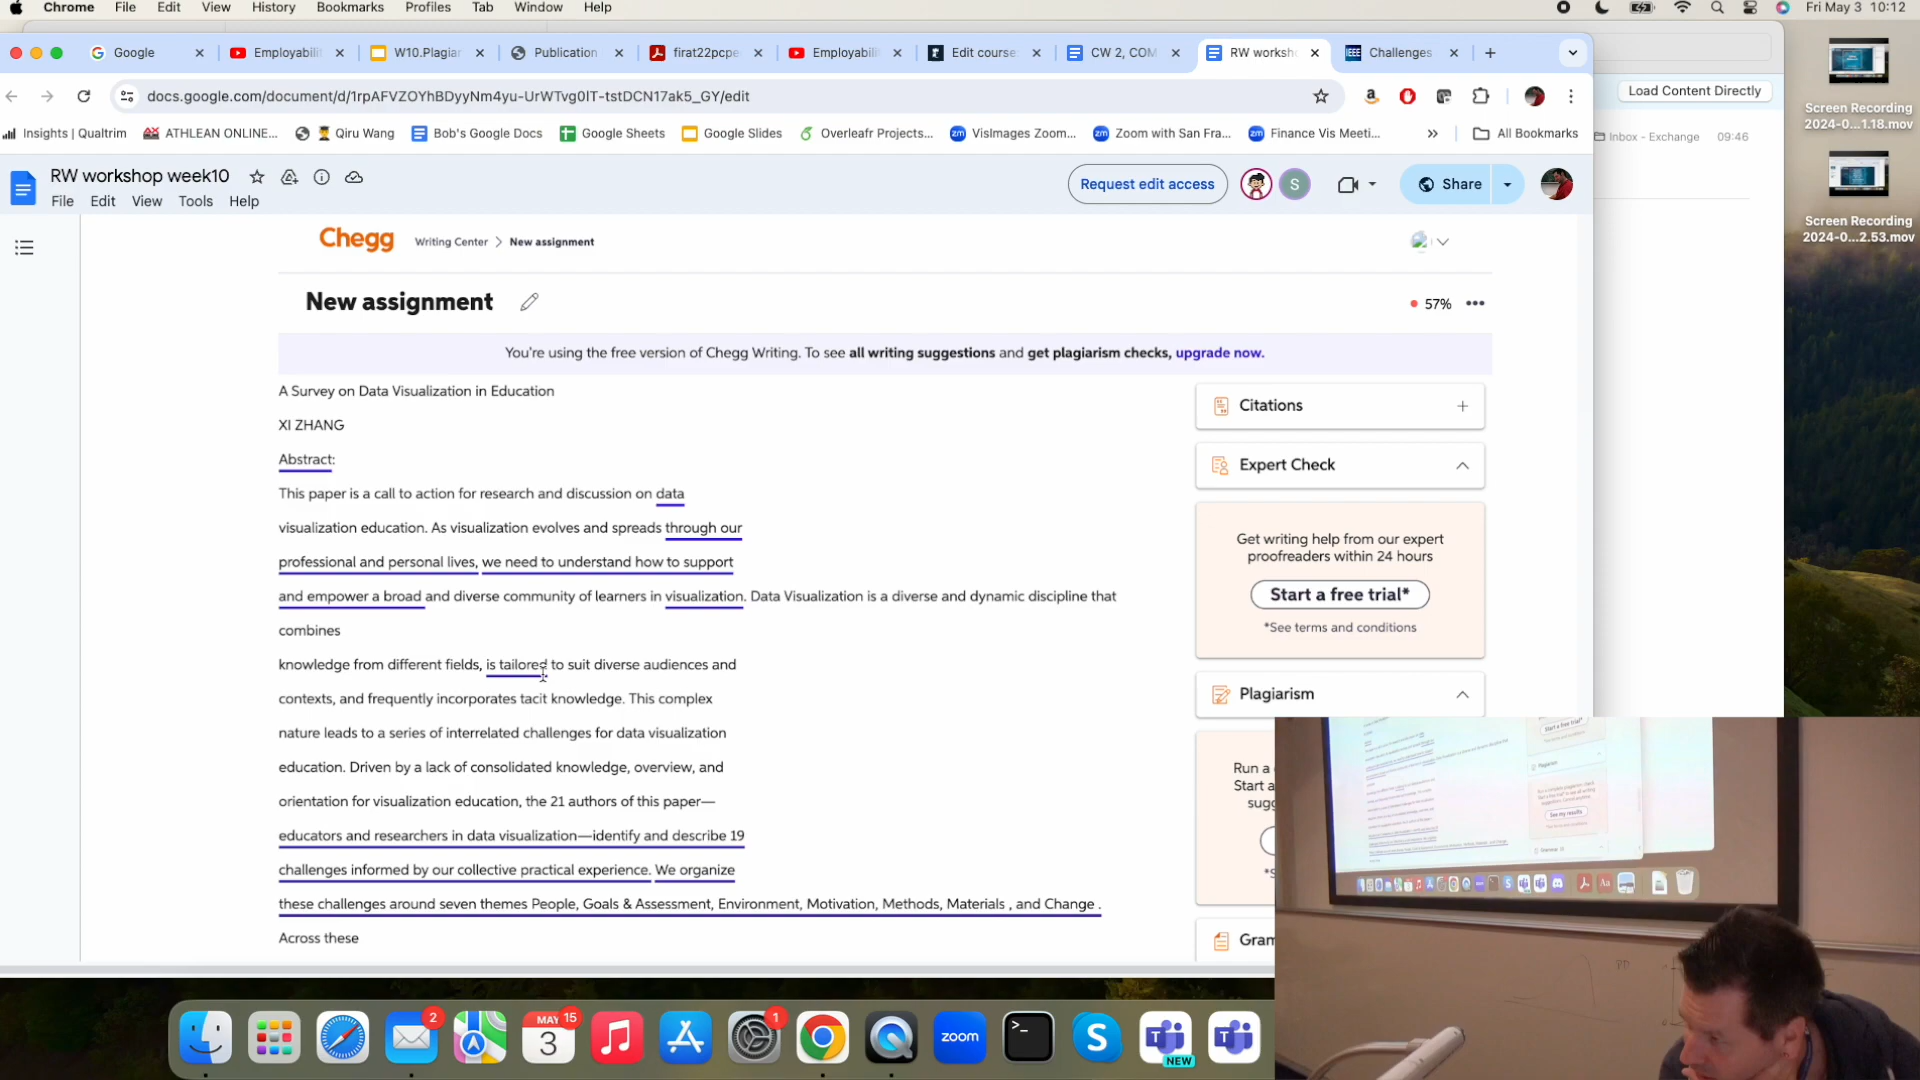 Chrome File Edit View History Bookmarks Profiles Tab Window Help Fri May 3 10:12
Google Employabili W10.Plagiar Publication firat22pcpe Employabili Edit course CW 2, COM RW worksh Challenges
docs.google.com/document/d/1rpAFVZOYhBDyyNm4yu-UrWTvg0lT-tstDCN17ak5_GY/edit
Load Content Directly
Insights | Qualtrim ATHLEAN ONLINE... Qiru Wang Bob's Google Docs Google Sheets Google Slides Overleafr Projects... VisImages Zoom... Zoom with San Fra... Finance Vis Meeti... All Bookmarks
Inbox - Exchange 09:46
Screen Recording
2024-0...1.18.mov
Screen Recording
2024-0...2.53.mov
RW workshop week10
File Edit View Tools Help
Request edit access
S
Share
Chegg Writing Center > New assignment
New assignment
57%
You're using the free version of Chegg Writing. To see all writing suggestions and get plagiarism checks, upgrade now.
A Survey on Data Visualization in Education
XI ZHANG
Abstract:
This paper is a call to action for research and discussion on data
visualization education. As visualization evolves and spreads through our
professional and personal lives, we need to understand how to support
and empower a broad and diverse community of learners in visualization. Data Visualization is a diverse and dynamic discipline that
combines
knowledge from different fields, is tailored to suit diverse audiences and
contexts, and frequently incorporates tacit knowledge. This complex
nature leads to a series of interrelated challenges for data visualization
education. Driven by a lack of consolidated knowledge, overview, and
orientation for visualization education, the 21 authors of this paper—
educators and researchers in data visualization—identify and describe 19
challenges informed by our collective practical experience. We organize
these challenges around seven themes People, Goals & Assessment, Environment, Motivation, Methods, Materials , and Change .
Across these
Citations
Expert Check
Get writing help from our expert
proofreaders within 24 hours
Start a free trial*
*See terms and conditions
Plagiarism
Run a
Start a
sugg
Gram
2
MAY 15
3
1
zoom
NEW